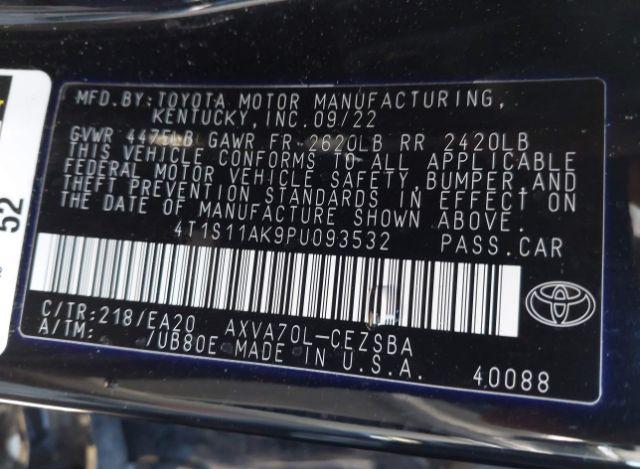 MFD.BY:TOYOTA MOTOR MANUFACTURING,
KENTUCKY,INC.09/22
GVWR 4475LB GAWR FR 2620LB RR 2420LB
THIS VEHICLE CONFORMS TO ALL APPLICABLE
FEDERAL MOTOR VEHICLE SAFETY,BUMPER,AND
THEFT PREVENTION STANDARDS IN EFFECT ON
THE DATE OF MANUFACTURE SHOWN ABOVE.
4T1S11AK9PU093532 PASS.CAR
C/TR:218/EA20 AXVA70L-CEZSBA
A/TM: /UB80E MADE IN U.S.A.
40088
52